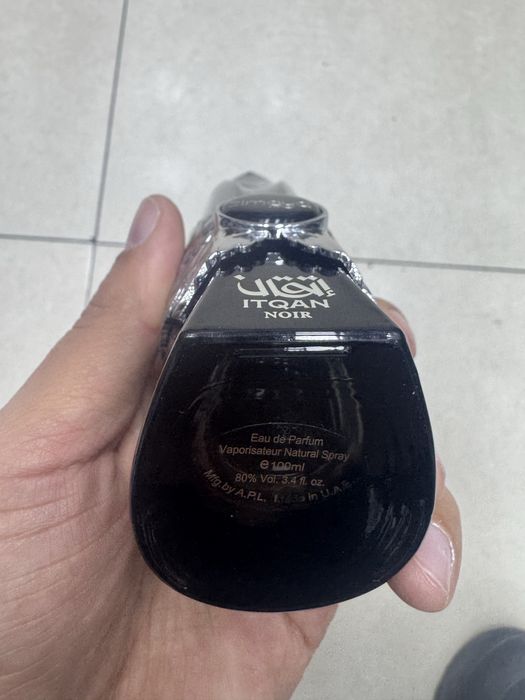 إتقان
ITQAN
NOIR
Eau de Parfum
Vaporisateur Natural Spray
℮ 100ml
80% Vol. 3.4 fl. oz.
Mfg.by A.P.L. Made in U.A.E.